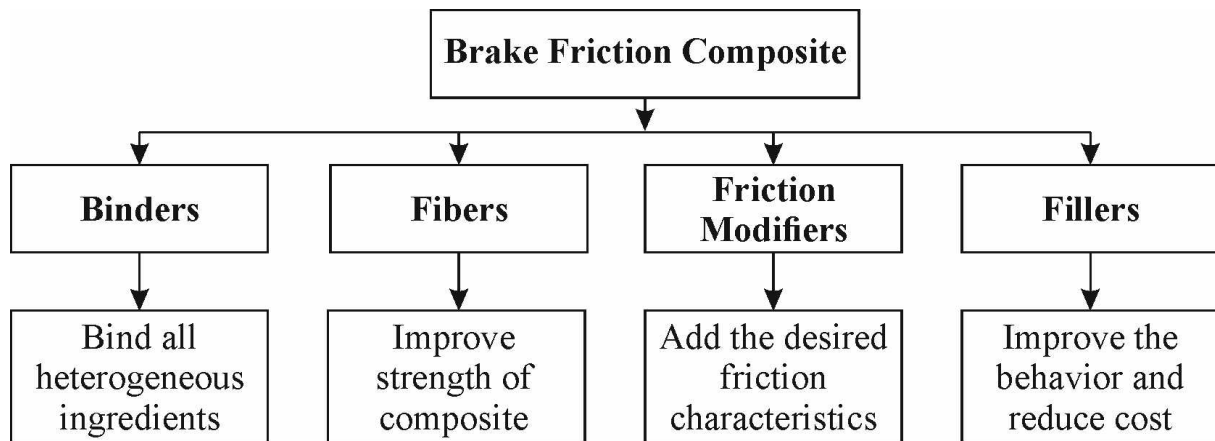 Brake Friction Composite
Binders
Fibers
Friction
Modifiers
Fillers
Bind all
heterogeneous
ingredients
Improve
strength of
composite
Add the desired
friction
characteristics
Improve the
behavior and
reduce cost